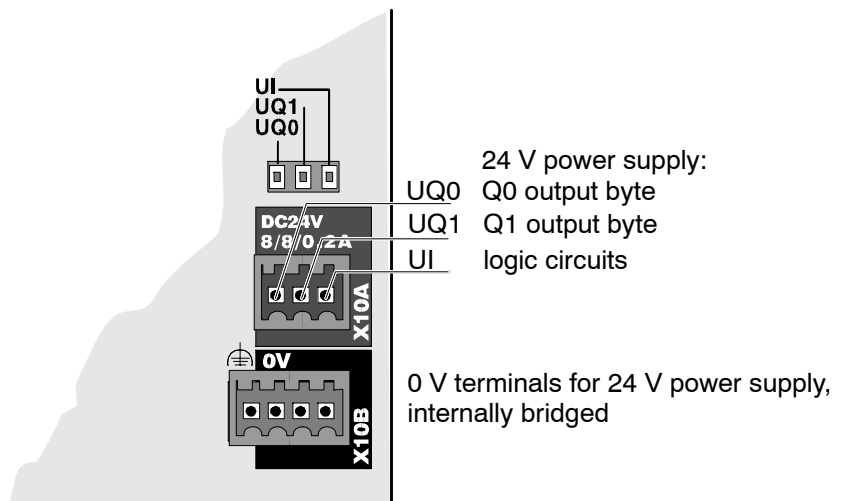 UI
UQ1
UQ0
24 V power supply:
UQ0 Q0 output byte
UQ1 Q1 output byte
UI logic circuits
DC24V
8/8/0,2A
X10A
0V
X10B
0 V terminals for 24 V power supply,
internally bridged